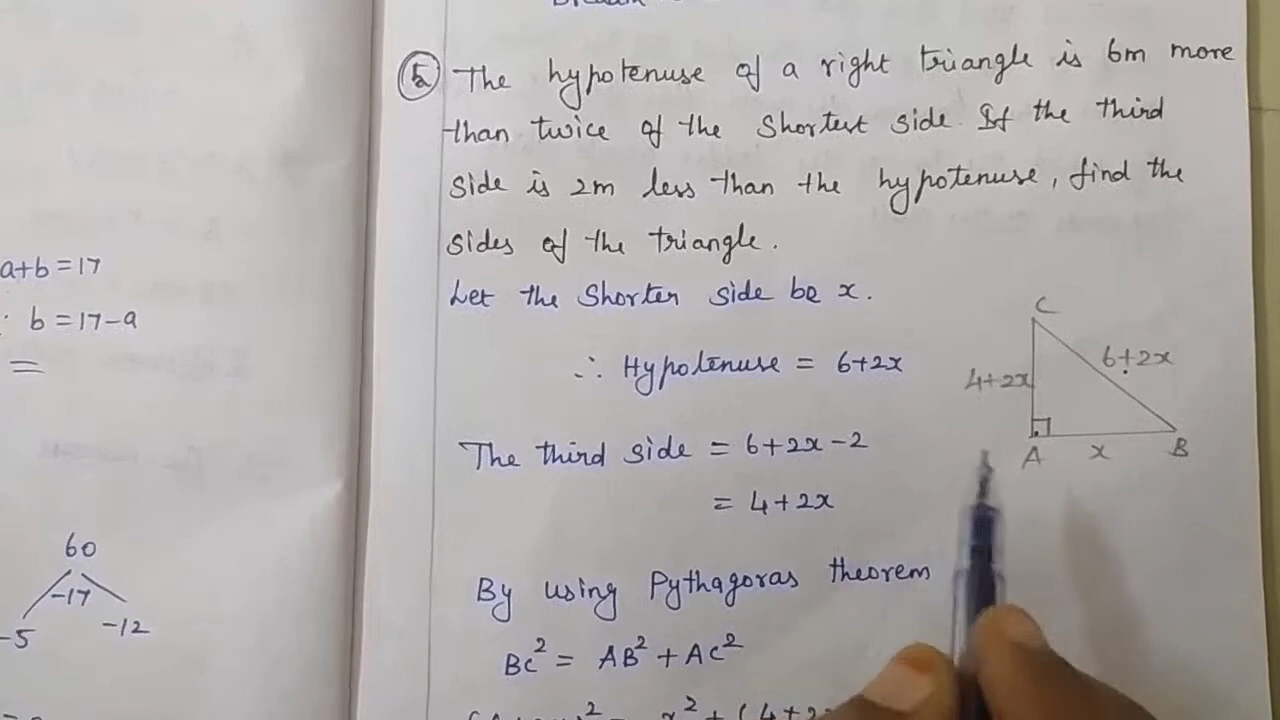 a+b=17
∴ b=17-a
60
-17
-5
-12
5a The hypotenuse of a right triangle is 6m more
than twice of the shortest side. If the third
side is 2m less than the hypotenuse, find the
sides of the triangle.
Let the Shorter side be x.
∴ Hypotenuse = 6+2x
The third side = 6+2x-2
= 4+2x
C
4+2x
6+2x
A
x
B
By using Pythagoras theorem
BC² = AB² + AC²